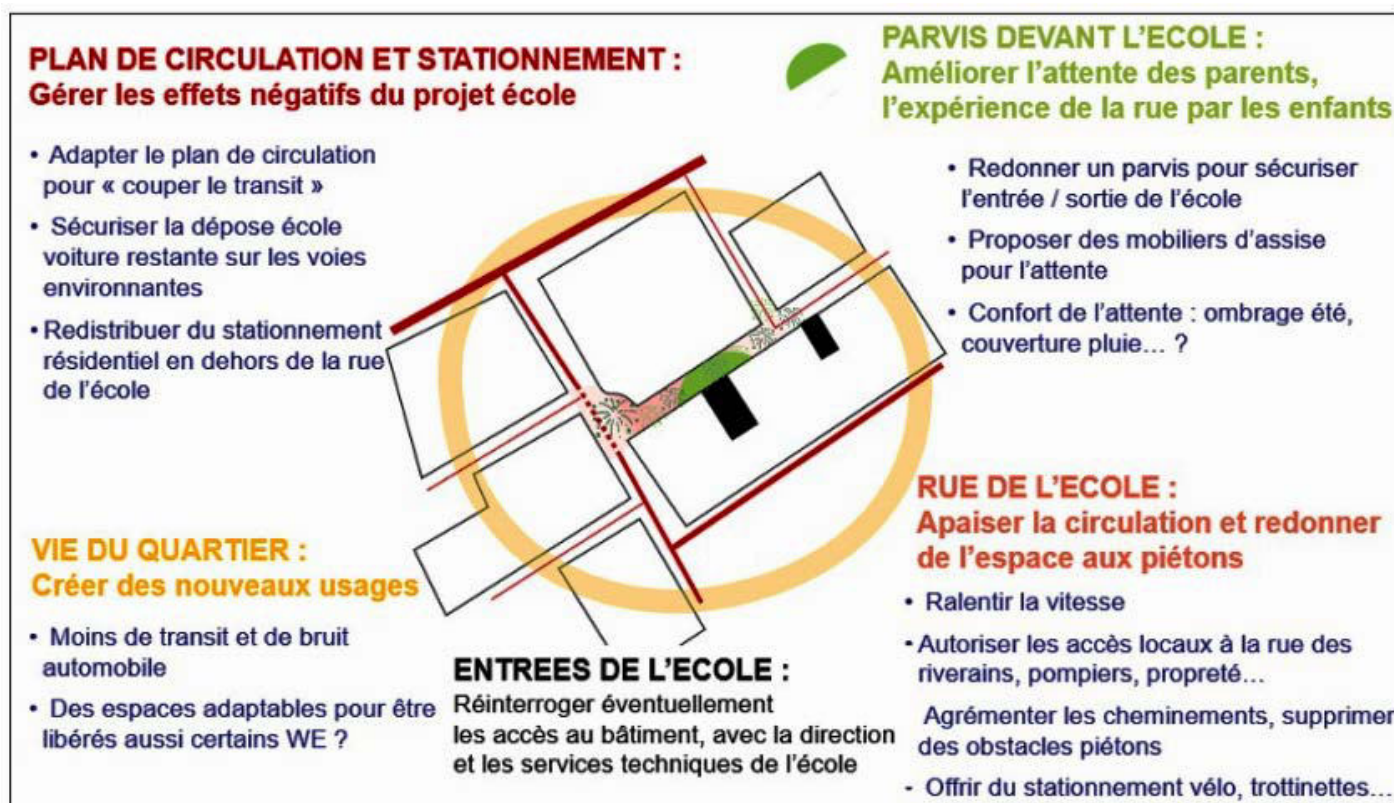 PLAN DE CIRCULATION ET STATIONNEMENT :
Gérer les effets négatifs du projet école
• Adapter le plan de circulation
pour « couper le transit »
• Sécuriser la dépose école
voiture restante sur les voies
environnantes
• Redistribuer du stationnement
résidentiel en dehors de la rue
de l'école
PARVIS DEVANT L'ECOLE :
Améliorer l'attente des parents,
l'expérience de la rue par les enfants
• Redonner un parvis pour sécuriser
l'entrée / sortie de l'école
• Proposer des mobiliers d'assise
pour l'attente
• Confort de l'attente : ombrage été,
couverture pluie… ?
VIE DU QUARTIER :
Créer des nouveaux usages
• Moins de transit et de bruit
automobile
• Des espaces adaptables pour être
libérés aussi certains WE ?
ENTREES DE L'ECOLE :
Réinterroger éventuellement
les accès au bâtiment, avec la direction
et les services techniques de l'école
RUE DE L'ECOLE :
Apaiser la circulation et redonner
de l'espace aux piétons
• Ralentir la vitesse
• Autoriser les accès locaux à la rue des
riverains, pompiers, propreté…
Agrémenter les cheminements, supprimer
des obstacles piétons
- Offrir du stationnement vélo, trottinettes…